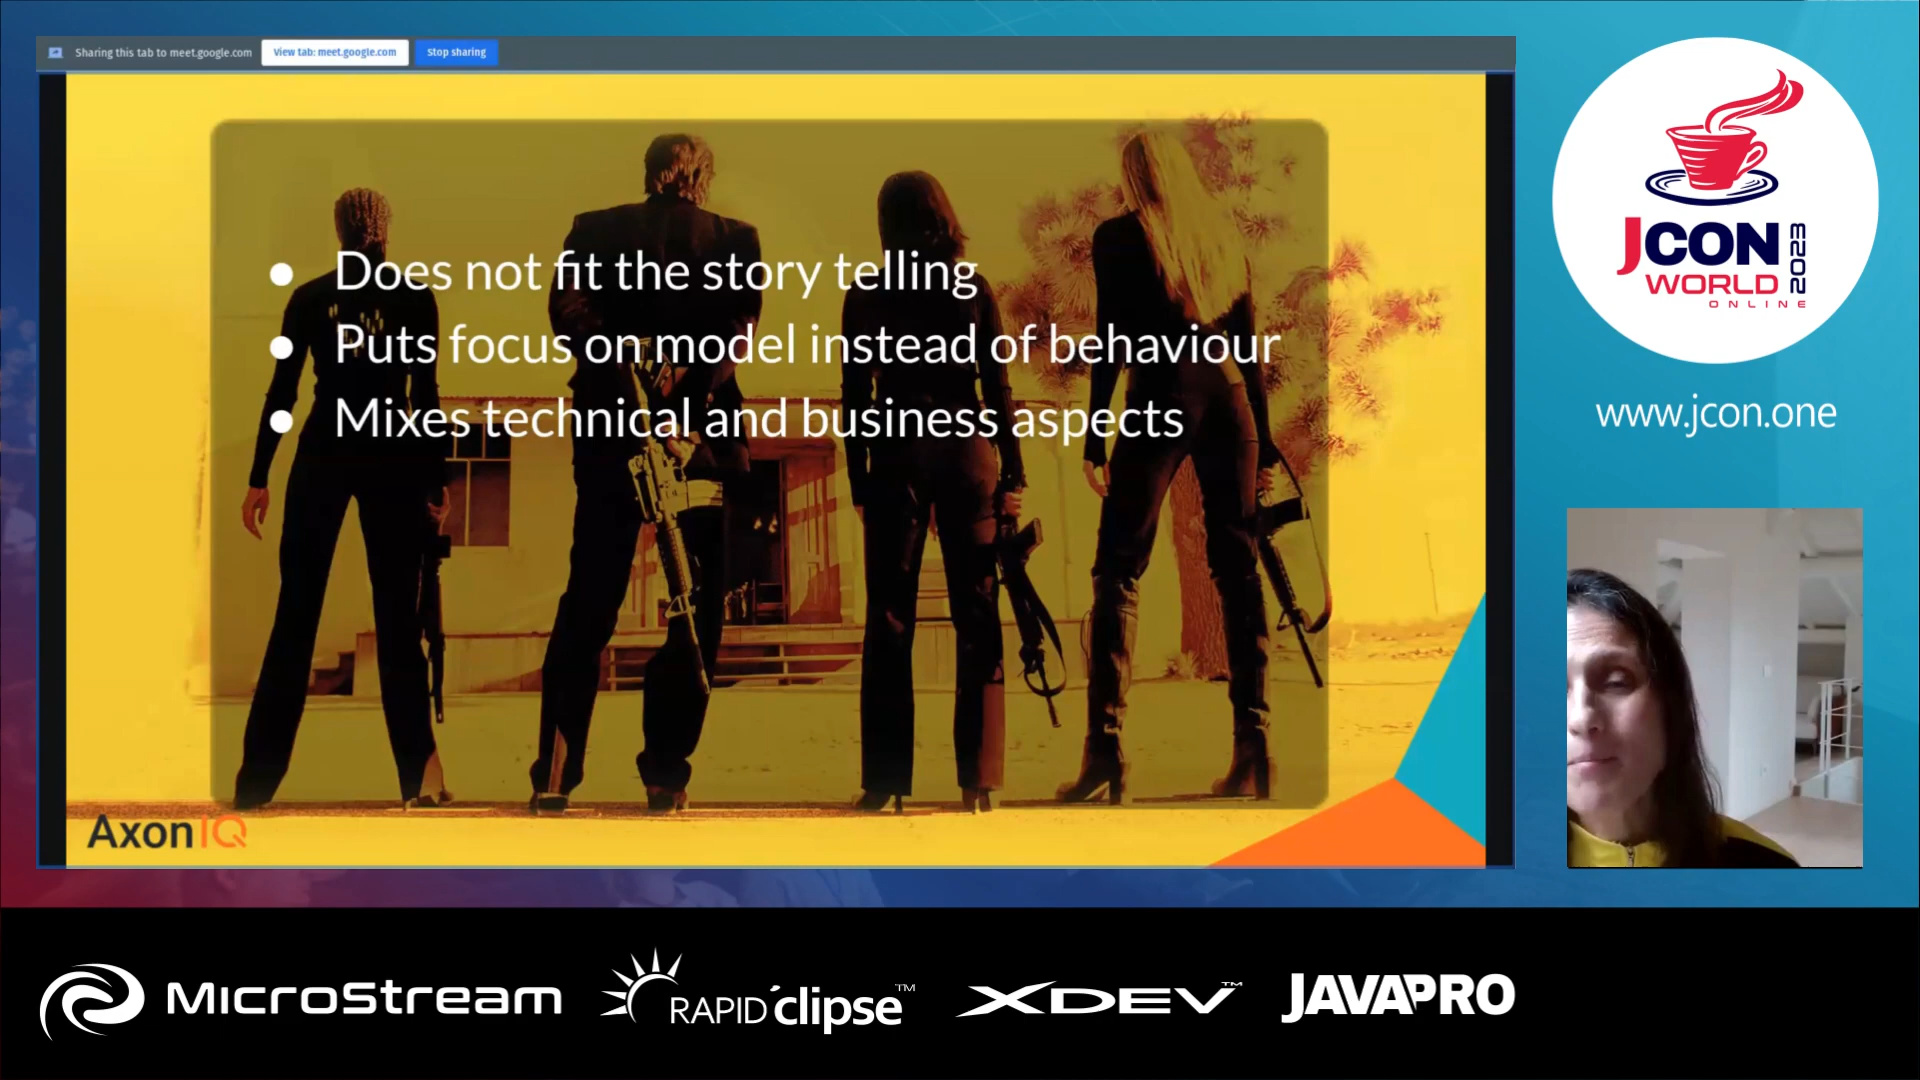 Sharing this tab to meet.google.com
View tab: meet.google.com
Stop sharing
● Does not fit the story telling
● Puts focus on model instead of behaviour
● Mixes technical and business aspects
AxonIQ
JCON
WORLD
ONLINE
2023
www.jcon.one
MicroStream
RAPIDclipse™
XDEV™
JAVAPRO